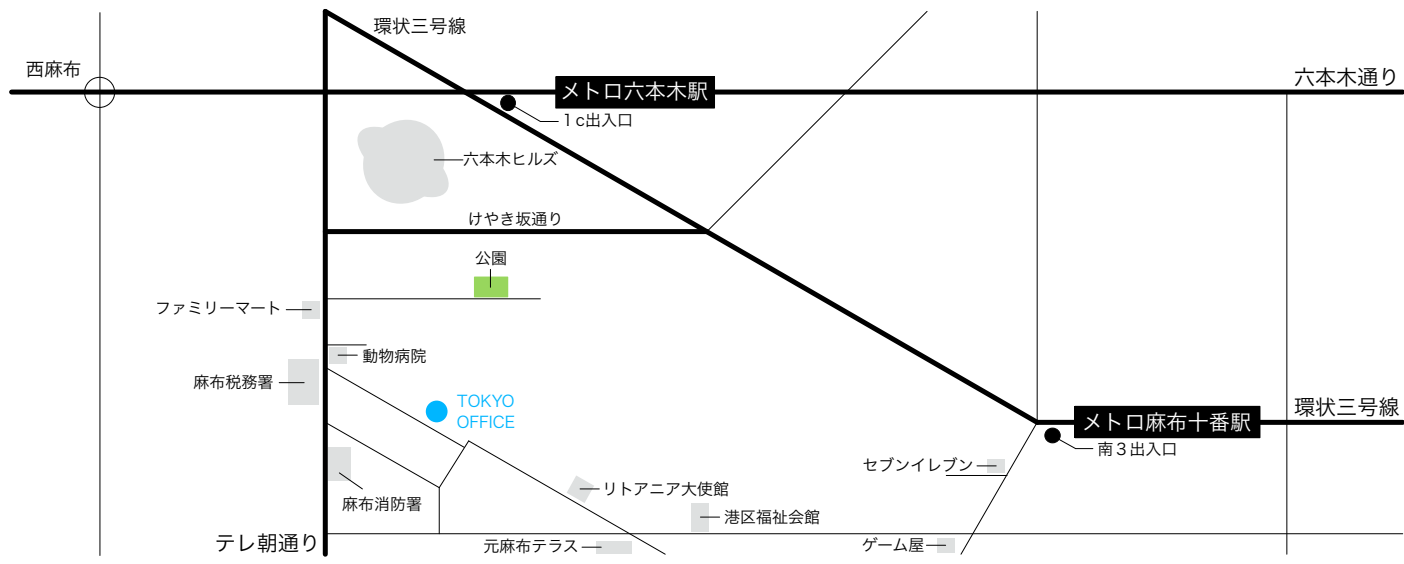 環状三号線
西麻布
メトロ六本木駅
六本木通り
1c出入口
六本木ヒルズ
けやき坂通り
公園
ファミリーマート
動物病院
麻布税務署
TOKYO
OFFICE
環状三号線
メトロ麻布十番駅
南3出入口
セブンイレブン
リトアニア大使館
麻布消防署
港区福祉会館
テレ朝通り
元麻布テラス
ゲーム屋